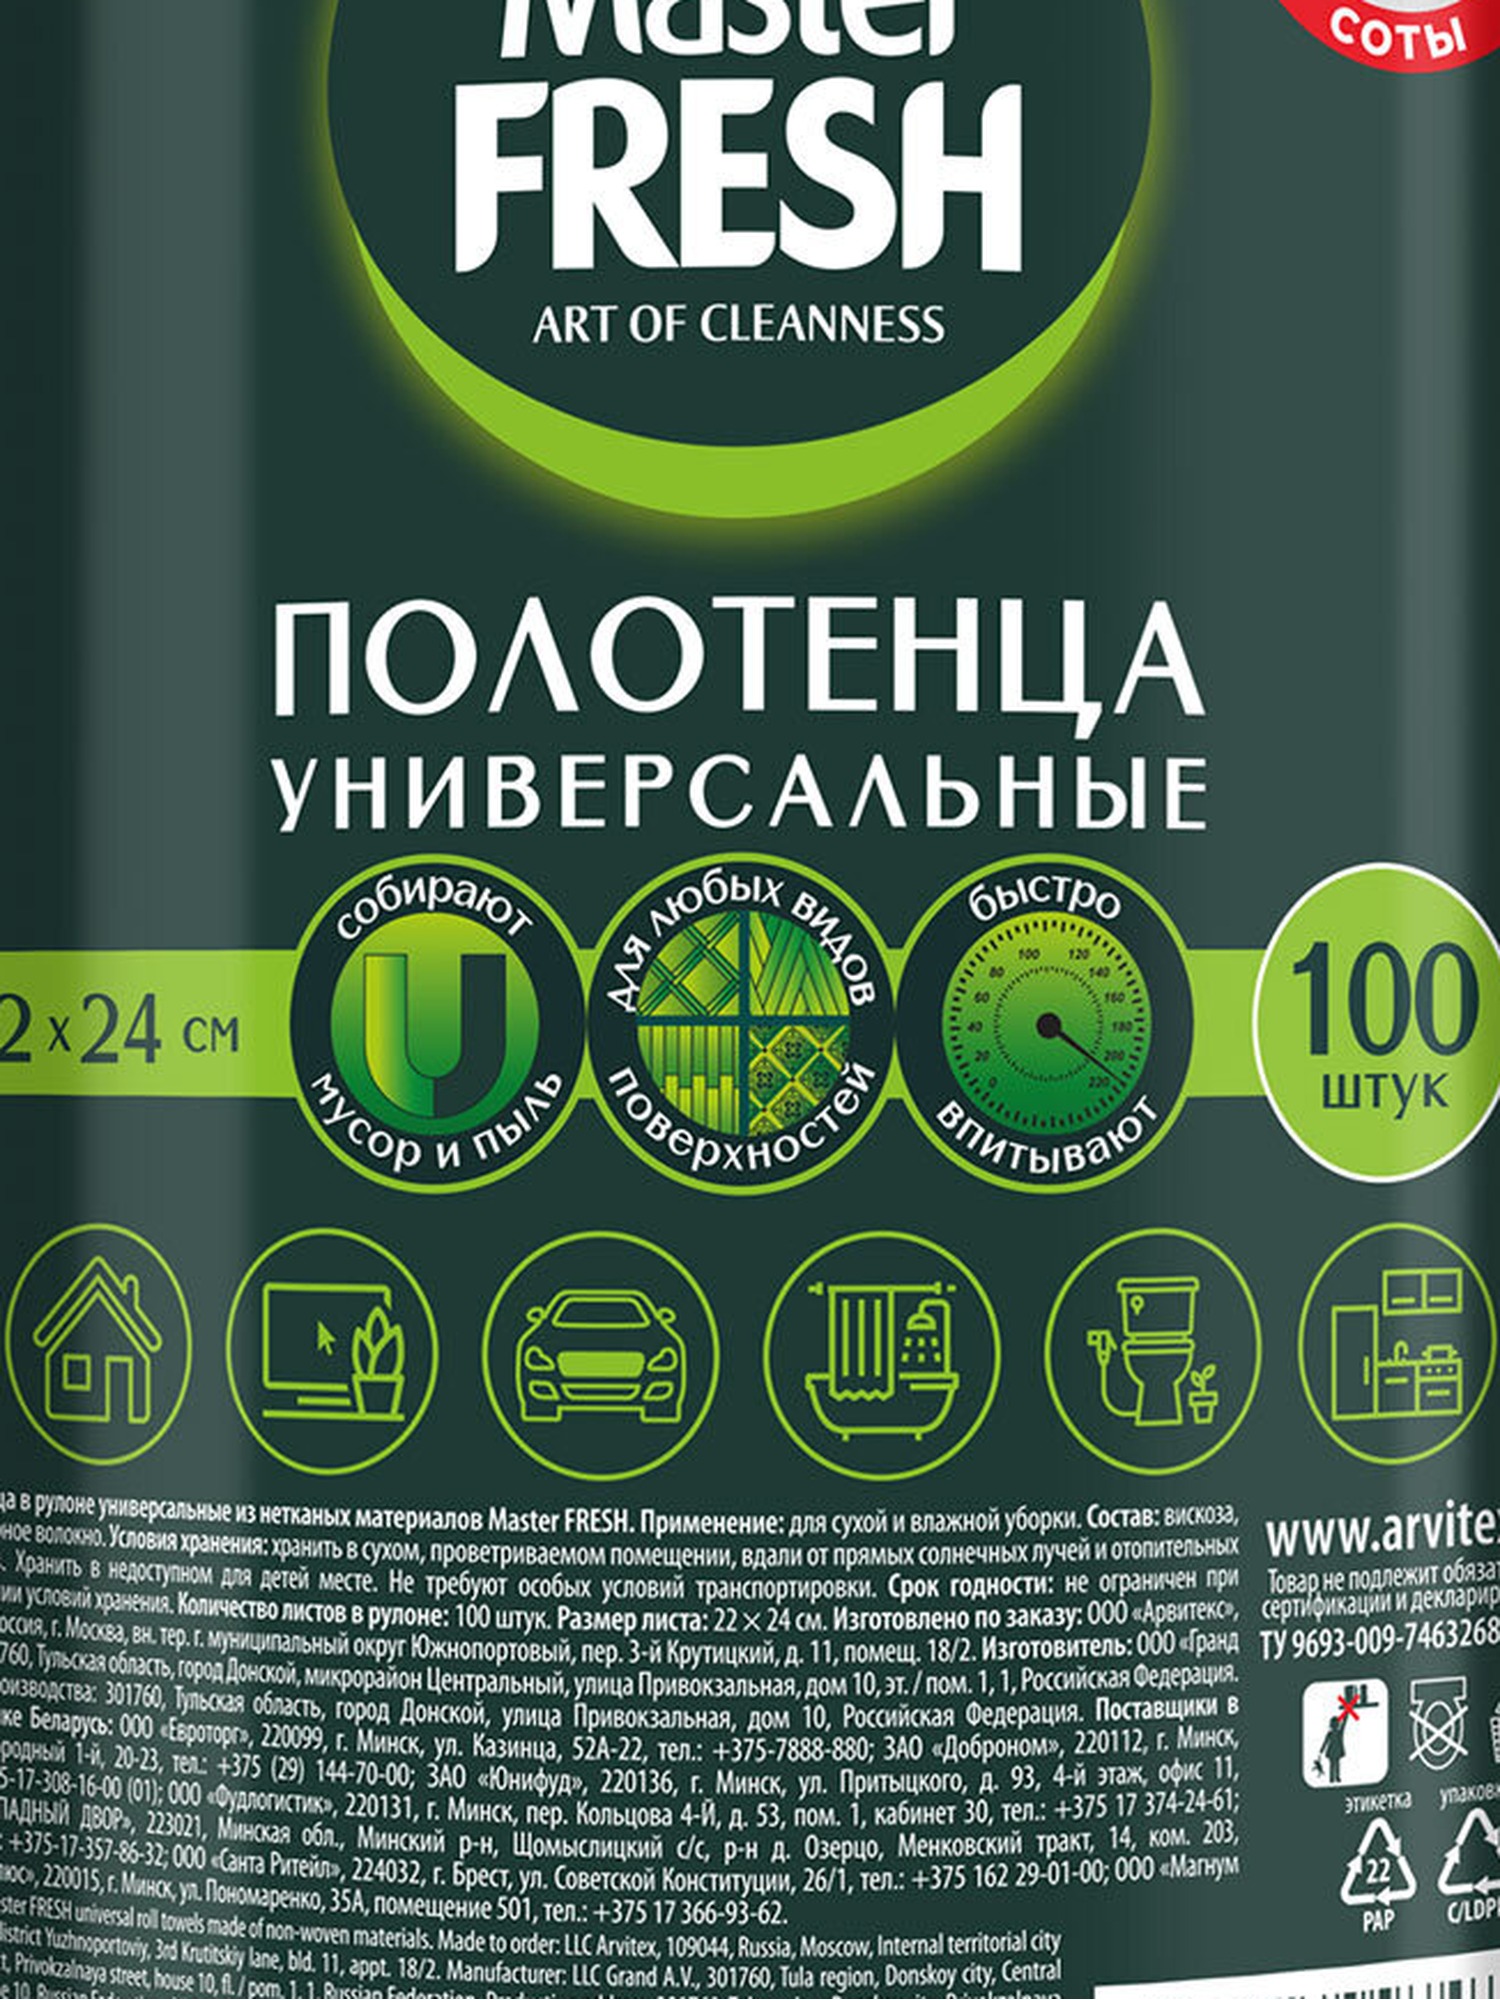 Master
СОТЫ
FRESH
ART OF CLEANNESS
ПОЛОТЕНЦА
УНИВЕРСАЛЬНЫЕ
собирают мусор и пыль
для любых видов поверхностей
быстро впитывают
100
штук
2 х 24 см
100 120
80 140
60 160
40 180
20 200
0 220
в рулоне универсальные из нетканых материалов Master FRESH. Применение: для сухой и влажной уборки. Состав: вискоза,
волокно. Условия хранения: хранить в сухом, проветриваемом помещении, вдали от прямых солнечных лучей и отопительных
Хранить в недоступном для детей месте. Не требуют особых условий транспортировки. Срок годности: не ограничен при
условий хранения. Количество листов в рулоне: 100 штук. Размер листа: 22 × 24 см. Изготовлено по заказу: ООО «Арвитекс»,
г. Москва, вн. тер. г. муниципальный округ Южнопортовый, пер. 3-й Крутицкий, д. 11, помещ. 18/2. Изготовитель: ООО «Гранд
760, Тульская область, город Донской, микрорайон Центральный, улица Привокзальная, дом 10, эт. / пом. 1, 1, Российская Федерация.
301760, Тульская область, город Донской, улица Привокзальная, дом 10, Российская Федерация. Поставщики в
Беларусь: ООО «Евроторг», 220099, г. Минск, ул. Казинца, 52А-22, тел.: +375-7888-880; ЗАО «Доброном», 220112, г. Минск,
1-й, 20-23, тел.: +375 (29) 144-70-00; ЗАО «Юнифуд», 220136, г. Минск, ул. Притыцкого, д. 93, 4-й этаж, офис 11,
5-17-308-16-00 (01); ООО «Фудлогистик», 220131, г. Минск, пер. Кольцова 4-Й, д. 53, пом. 1, кабинет 30, тел.: +375 17 374-24-61;
ДВОР», 223021, Минская обл., Минский р-н, Щомыслицкий с/с, р-н д. Озерцо, Менковский тракт, 14, ком. 203,
+375-17-357-86-32; ООО «Санта Ритейл», 224032, г. Брест, ул. Советской Конституции, 26/1, тел.: +375 162 29-01-00; ООО «Магнум
220015, г. Минск, ул. Пономаренко, 35А, помещение 501, тел.: +375 17 366-93-62.
FRESH universal roll towels made of non-woven materials. Made to order: LLC Arvitex, 109044, Russia, Moscow, Internal territorial city
district Yuzhnoportoviy, 3rd Krutitskiy lane, bld. 11, appt. 18/2. Manufacturer: LLC Grand A.V., 301760, Tula region, Donskoy city, Central
Privokzalnaya street, house 10, fl. / pom. 1, 1, Russian Federation.
www.arvite
Товар не подлежит обязат
сертификации и деклари
ТУ 9693-009-7463268
этикетка упаков
22
PAP C/LDP